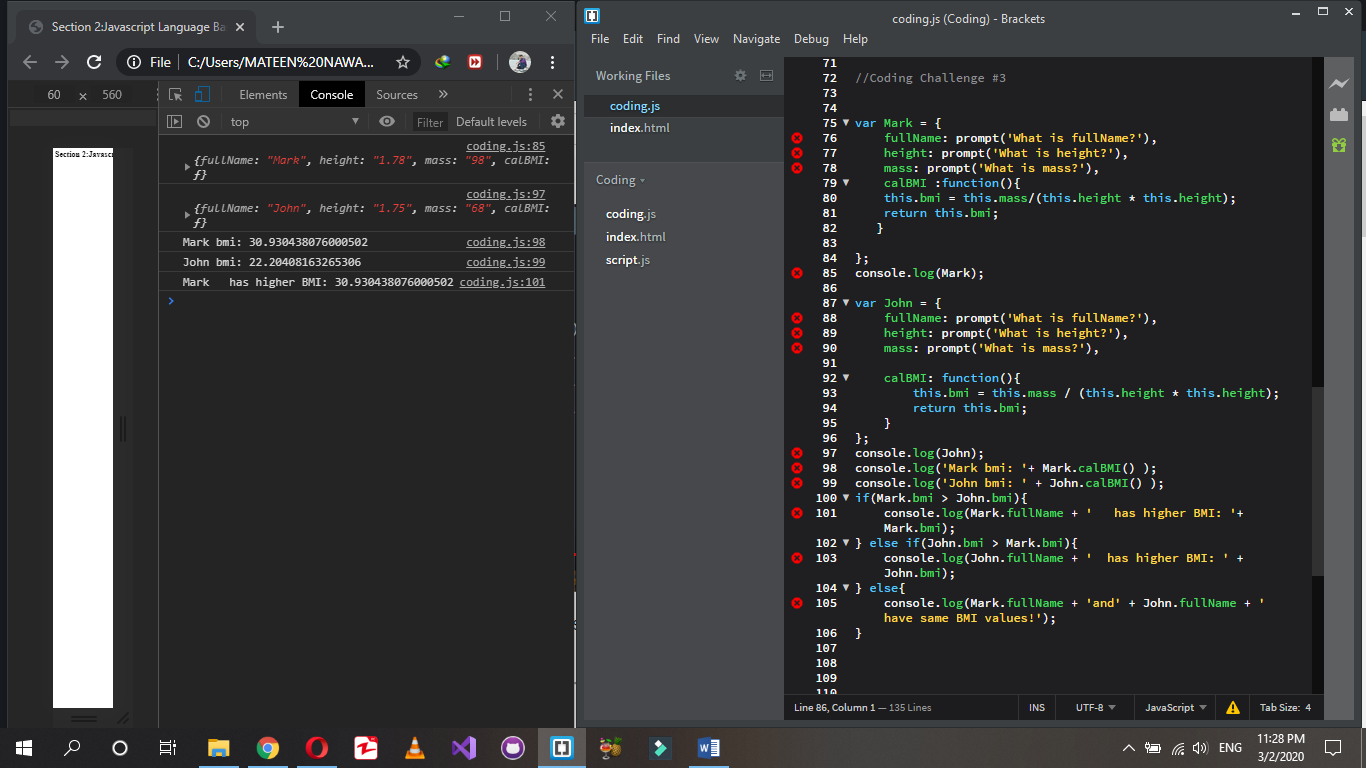 Section 2:Javascript Language Ba
File
C:/Users/MATEEN%20NAWA...
60 x 560
Elements Console Sources
top
Filter Default levels
Section 2:Javasc
coding.js:85
{fullName: "Mark", height: "1.78", mass: "98", calBMI:
ƒ}
coding.js:97
{fullName: "John", height: "1.75", mass: "68", calBMI:
ƒ}
Mark bmi: 30.930438076000502 coding.js:98
John bmi: 22.20408163265306 coding.js:99
Mark   has higher BMI: 30.930438076000502 coding.js:101
coding.js (Coding) - Brackets
File Edit Find View Navigate Debug Help
Working Files
coding.js
index.html
Coding
coding.js
index.html
script.js
71
72 //Coding Challenge #3
73
74
75 var Mark = {
76 fullName: prompt('What is fullName?'),
77 height: prompt('What is height?'),
78 mass: prompt('What is mass?'),
79 calBMI :function(){
80 this.bmi = this.mass/(this.height * this.height);
81 return this.bmi;
82 }
83
84 };
85 console.log(Mark);
86
87 var John = {
88 fullName: prompt('What is fullName?'),
89 height: prompt('What is height?'),
90 mass: prompt('What is mass?'),
91
92 calBMI: function(){
93 this.bmi = this.mass / (this.height * this.height);
94 return this.bmi;
95 }
96 };
97 console.log(John);
98 console.log('Mark bmi: '+ Mark.calBMI() );
99 console.log('John bmi: ' + John.calBMI() );
100 if(Mark.bmi > John.bmi){
101 console.log(Mark.fullName + '   has higher BMI: '+
Mark.bmi);
102 } else if(John.bmi > Mark.bmi){
103 console.log(John.fullName + '  has higher BMI: ' +
John.bmi);
104 } else{
105 console.log(Mark.fullName + 'and' + John.fullName + '
have same BMI values!');
106 }
107
108
109
110
Line 86, Column 1 — 135 Lines
INS UTF-8 JavaScript Tab Size: 4
ENG
11:28 PM
3/2/2020